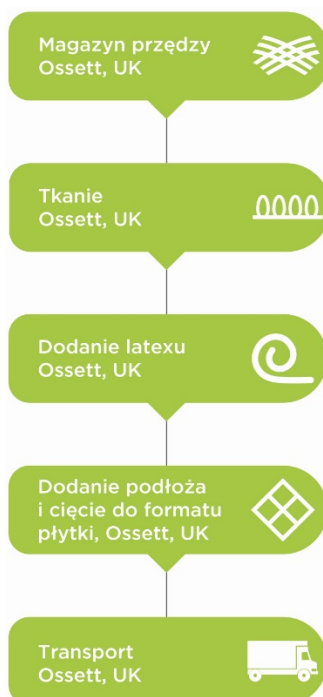 Magazyn przędzy
Ossett, UK
Tkanie
Ossett, UK
Dodanie latexu
Ossett, UK
Dodanie podłoża
i cięcie do formatu
płytki, Ossett, UK
Transport
Ossett, UK